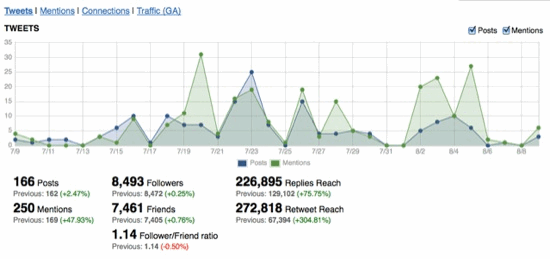 Tweets | Mentions | Connections | Traffic (GA)
TWEETS
Posts Mentions
35
30
25
20
15
10
5
0
7/9 7/11 7/13 7/15 7/17 7/19 7/21 7/23 7/25 7/27 7/29 7/31 8/2 8/4 8/6 8/8
Posts Mentions
166 Posts 8,493 Followers 226,895 Replies Reach
Previous: 162 (+2.47%) Previous: 8,472 (+0.25%) Previous: 129,102 (+75.75%)
250 Mentions 7,461 Friends 272,818 Retweet Reach
Previous: 169 (+47.93%) Previous: 7,405 (+0.76%) Previous: 67,394 (+304.81%)
1.14 Follower/Friend ratio
Previous: 1.14 (-0.50%)